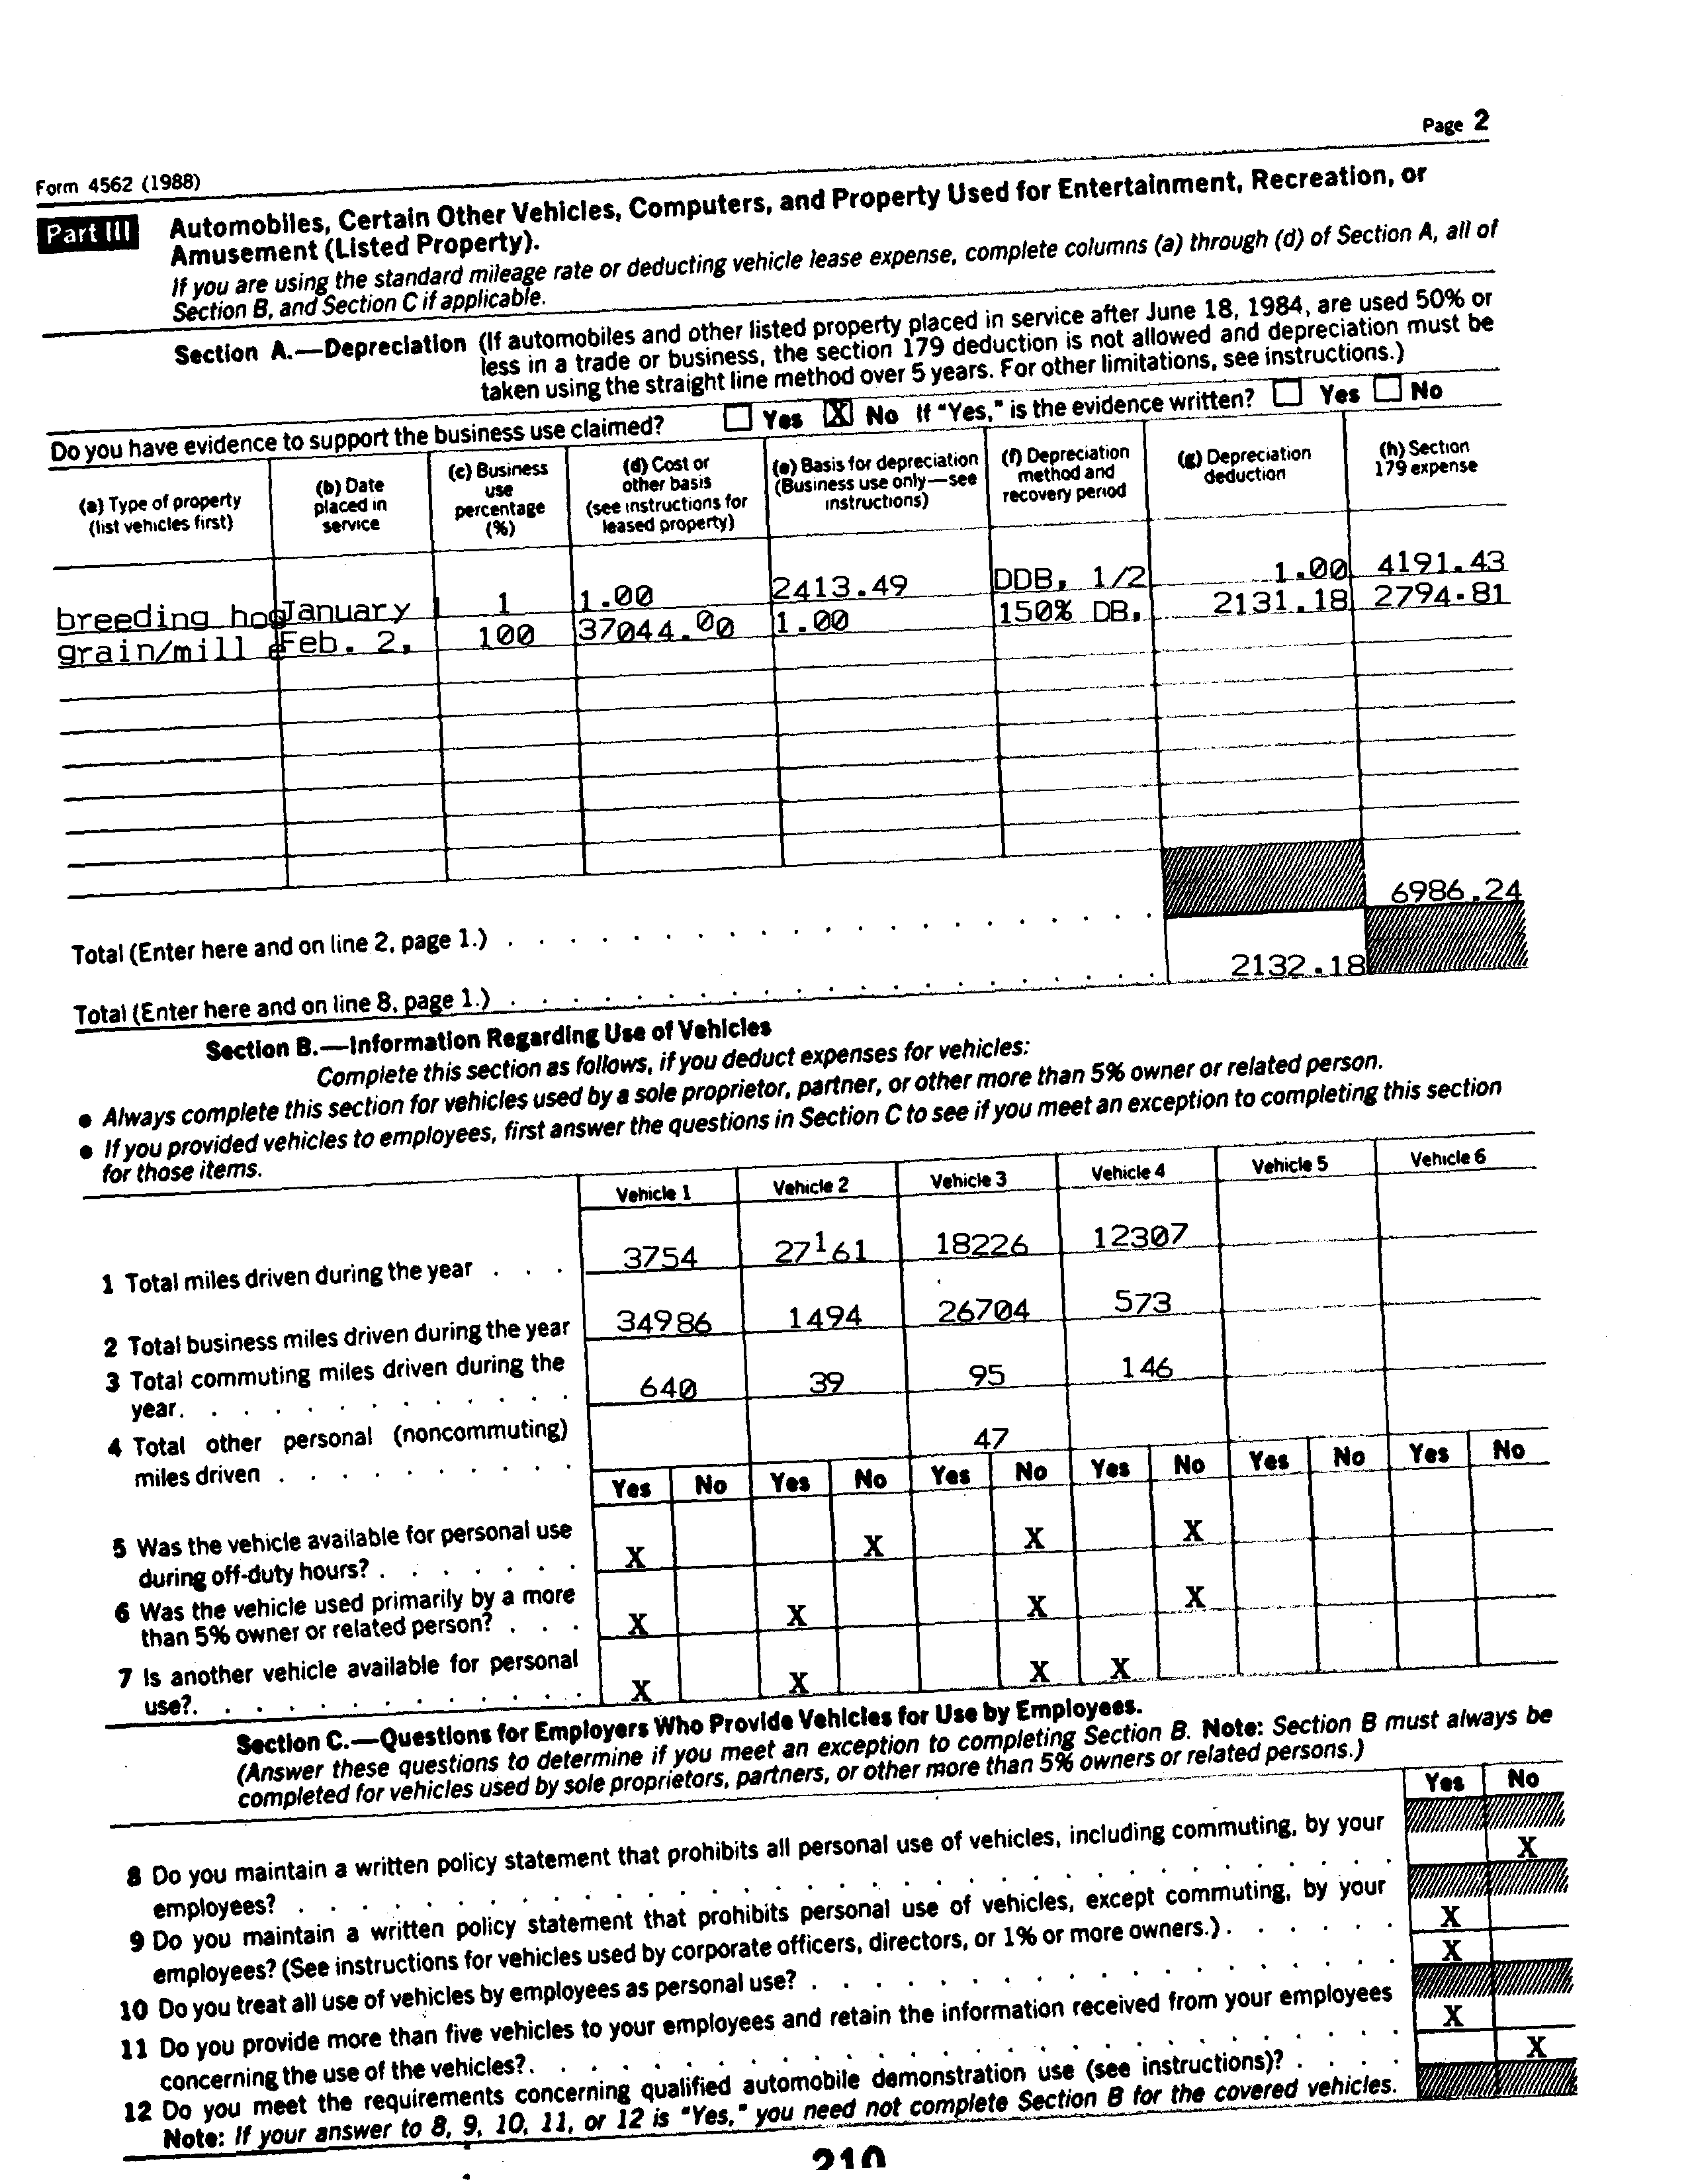 Page 2
Form 4562 (1988)
Part III Automobiles, Certain Other Vehicles, Computers, and Property Used for Entertainment, Recreation, or
Amusement (Listed Property).
If you are using the standard mileage rate or deducting vehicle lease expense, complete columns (a) through (d) of Section A, all of
Section B, and Section C if applicable.
Section A.—Depreciation (If automobiles and other listed property placed in service after June 18, 1984, are used 50% or
less in a trade or business, the section 179 deduction is not allowed and depreciation must be
taken using the straight line method over 5 years. For other limitations, see instructions.)
Do you have evidence to support the business use claimed? Yes X No If "Yes," is the evidence written? Yes No
(a) Type of property
(list vehicles first)
(b) Date
placed in
service
(c) Business
use
percentage
(%)
(d) Cost or
other basis
(see instructions for
leased property)
(e) Basis for depreciation
(Business use only—see
instructions)
(f) Depreciation
method and
recovery period
(g) Depreciation
deduction
(h) Section
179 expense
breeding hog January 1 1 1.00 2413.49 DDB, 1/2 1.00 4191.43
grain/mill e Feb. 2, 100 37044.00 1.00 150% DB, 2131.18 2794.81
6986.24
Total (Enter here and on line 2, page 1.)
2132.18
Total (Enter here and on line 8, page 1.)
Section B.—Information Regarding Use of Vehicles
Complete this section as follows, if you deduct expenses for vehicles:
● Always complete this section for vehicles used by a sole proprietor, partner, or other more than 5% owner or related person.
● If you provided vehicles to employees, first answer the questions in Section C to see if you meet an exception to completing this section
for those items.
Vehicle 1 Vehicle 2 Vehicle 3 Vehicle 4 Vehicle 5 Vehicle 6
1 Total miles driven during the year . . . 3754 27161 18226 12307
2 Total business miles driven during the year 34986 1494 26704 573
3 Total commuting miles driven during the
year. 640 39 95 146
4 Total other personal (noncommuting)
miles driven 47
Yes No Yes No Yes No Yes No Yes No Yes No
5 Was the vehicle available for personal use
during off-duty hours? X X X X
6 Was the vehicle used primarily by a more
than 5% owner or related person? X X X X
7 Is another vehicle available for personal
use? X X X X
Section C.—Questions for Employers Who Provide Vehicles for Use by Employees.
(Answer these questions to determine if you meet an exception to completing Section B. Note: Section B must always be
completed for vehicles used by sole proprietors, partners, or other more than 5% owners or related persons.)
Yes No
8 Do you maintain a written policy statement that prohibits all personal use of vehicles, including commuting, by your
employees? X
9 Do you maintain a written policy statement that prohibits personal use of vehicles, except commuting, by your
employees? (See instructions for vehicles used by corporate officers, directors, or 1% or more owners.) X
10 Do you treat all use of vehicles by employees as personal use? X
11 Do you provide more than five vehicles to your employees and retain the information received from your employees
concerning the use of the vehicles? X
12 Do you meet the requirements concerning qualified automobile demonstration use (see instructions)? X
Note: If your answer to 8, 9, 10, 11, or 12 is "Yes," you need not complete Section B for the covered vehicles.
210